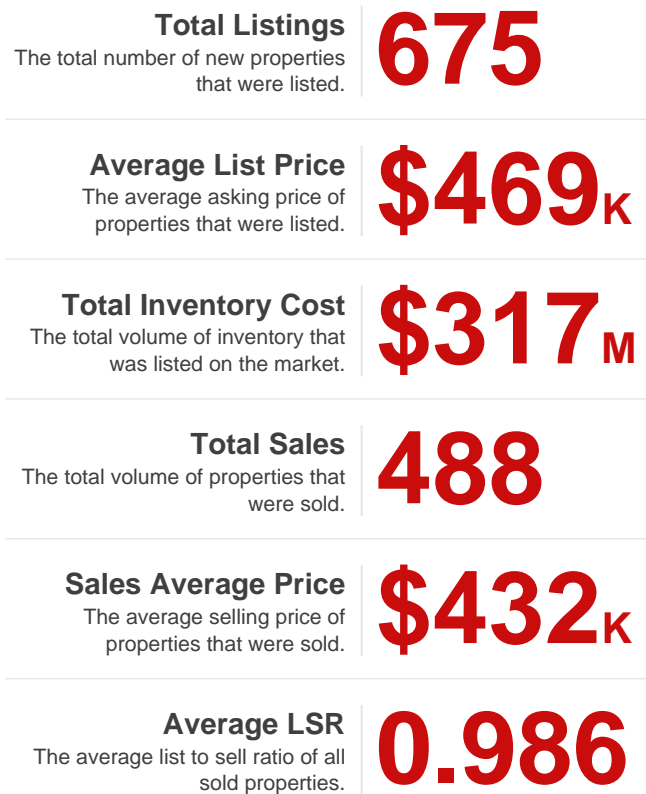 Total Listings
The total number of new properties
that were listed.
675
Average List Price
The average asking price of
properties that were listed.
$469K
Total Inventory Cost
The total volume of inventory that
was listed on the market.
$317M
Total Sales
The total volume of properties that
were sold.
488
Sales Average Price
The average selling price of
properties that were sold.
$432K
Average LSR
The average list to sell ratio of all
sold properties.
0.986